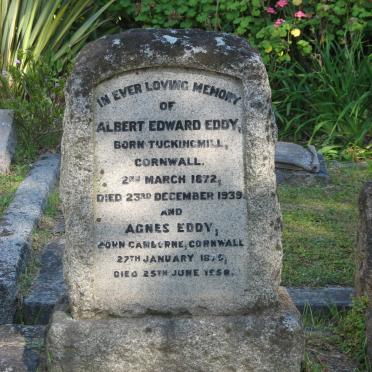 IN EVER LOVING MEMORY
OF
ALBERT EDWARD EDDY,
BORN TUCKINGMILL,
CORNWALL.
2ND MARCH 1872,
DIED 23RD DECEMBER 1939.
AND
AGNES EDDY,
BORN CAMBORNE, CORNWALL
27TH JANUARY
DIED 25TH JUNE